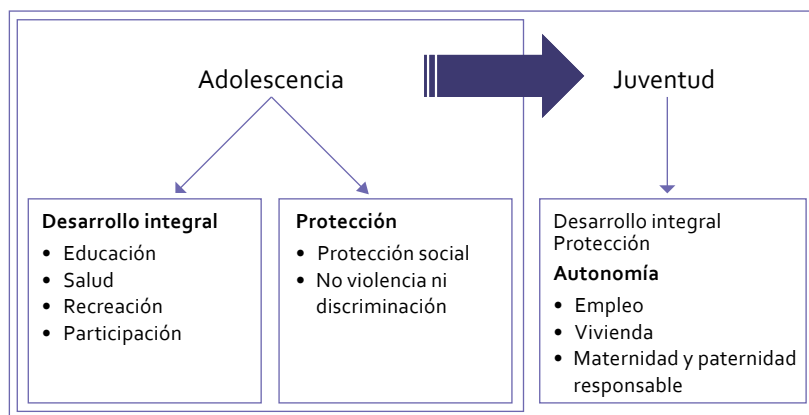 Adolescencia
Juventud
Desarrollo integral
• Educación
• Salud
• Recreación
• Participación
Protección
• Protección social
• No violencia ni
discriminación
Desarrollo integral
Protección
Autonomía
• Empleo
• Vivienda
• Maternidad y paternidad
responsable